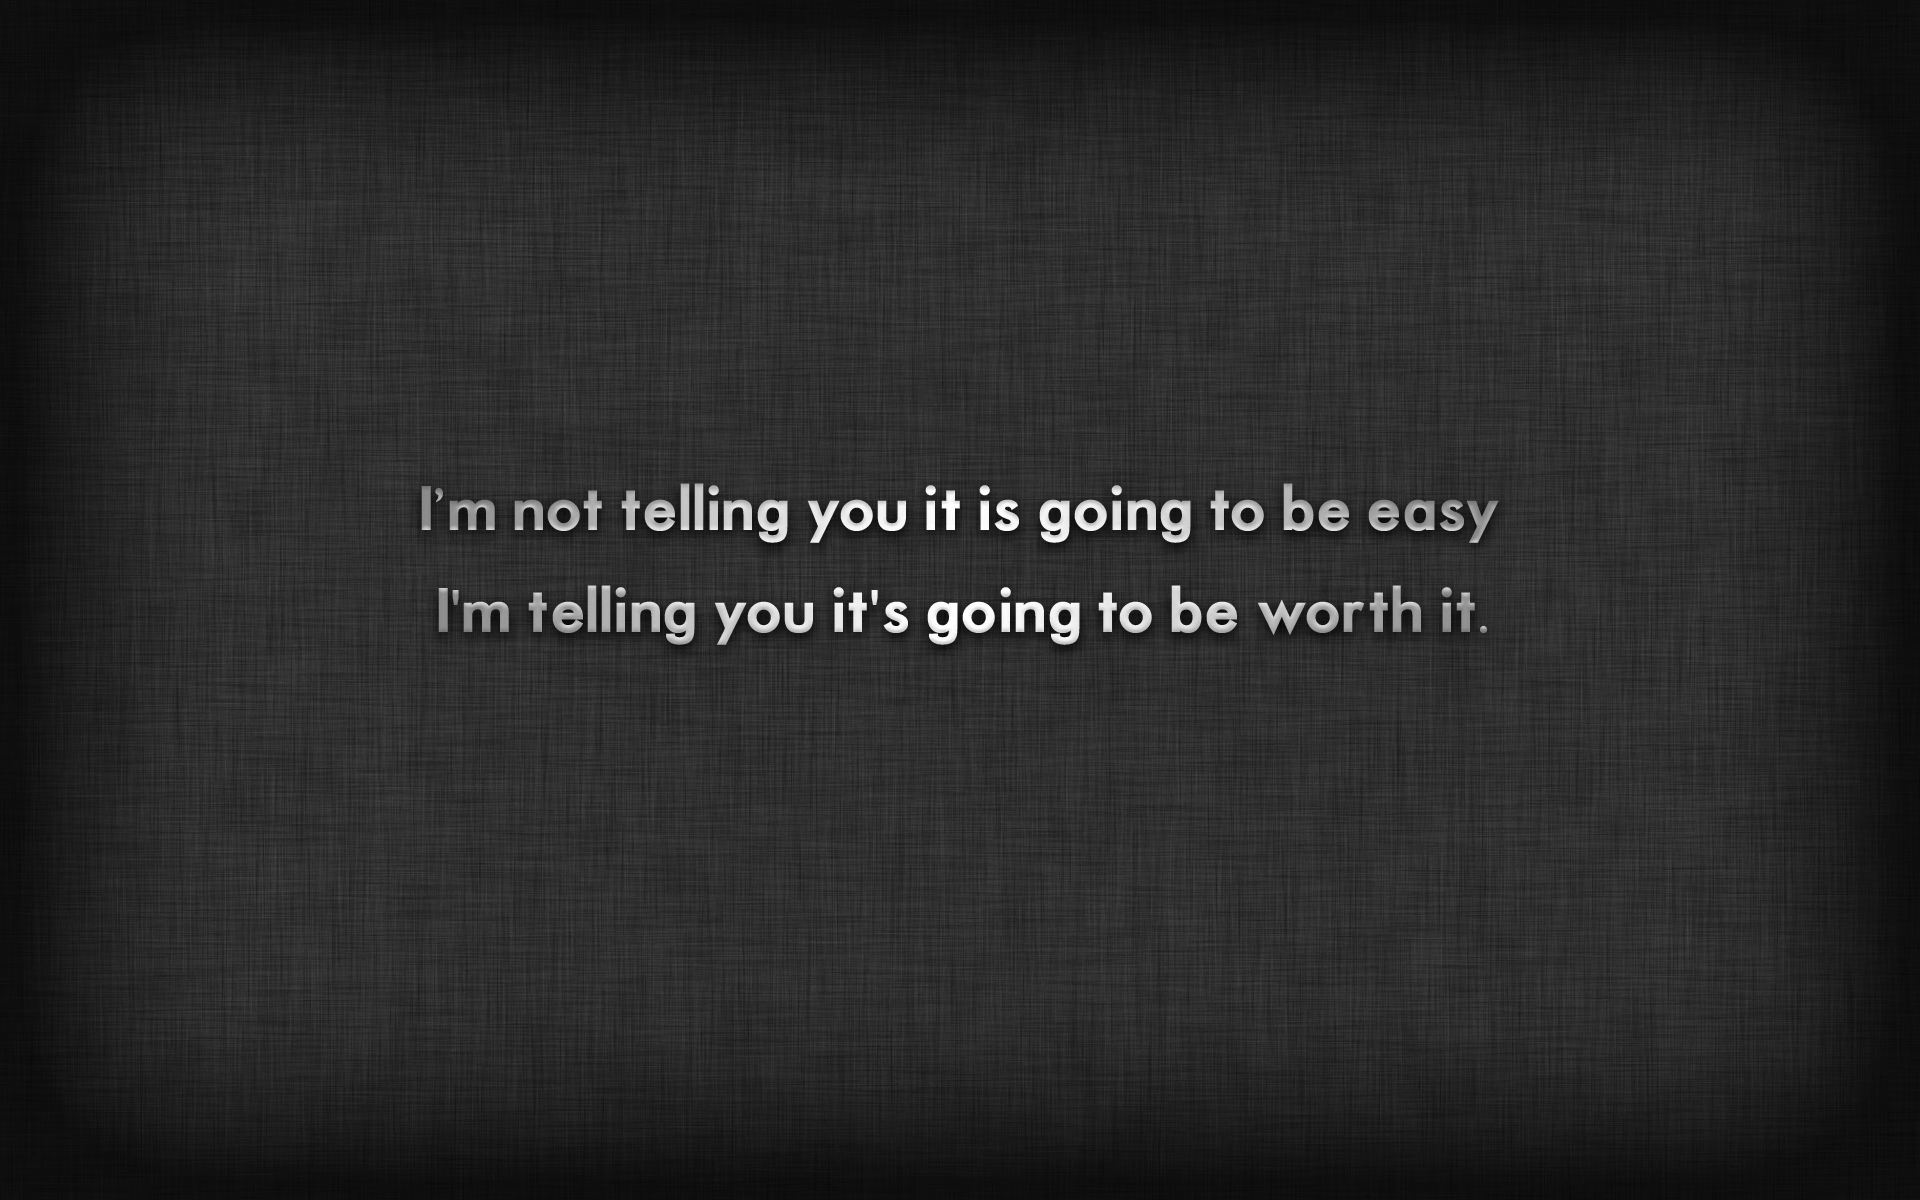 I’m not telling you it is going to be easy
I'm telling you it's going to be worth it.